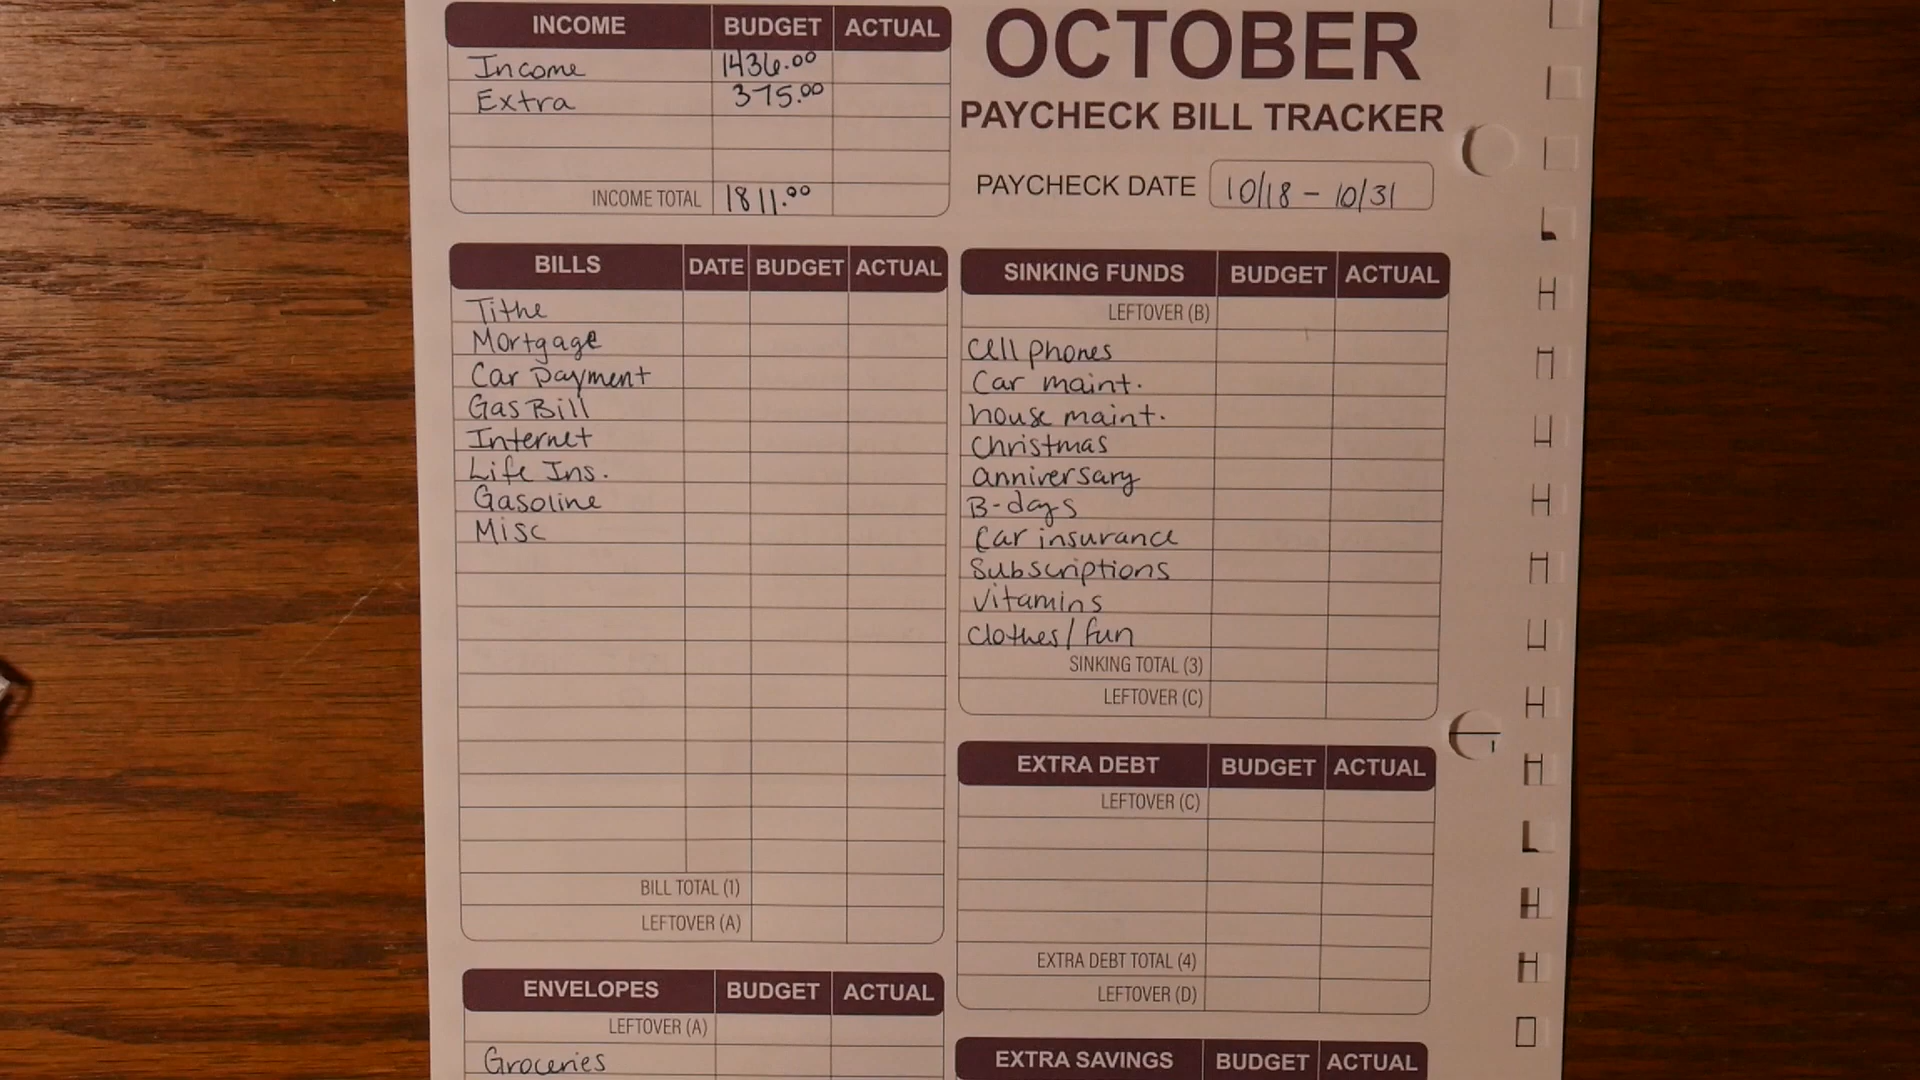 INCOME BUDGET ACTUAL
Income 1436.00
Extra 375.00
INCOME TOTAL 1811.00
OCTOBER
PAYCHECK BILL TRACKER
PAYCHECK DATE 10/18 - 10/31
BILLS DATE BUDGET ACTUAL
Tithe
Mortgage
Car Payment
Gas Bill
Internet
Life Ins.
Gasoline
Misc
BILL TOTAL (1)
LEFTOVER (A)
ENVELOPES BUDGET ACTUAL
LEFTOVER (A)
Groceries
SINKING FUNDS BUDGET ACTUAL
LEFTOVER (B)
Cell phones
Car maint.
house maint.
Christmas
anniversary
B-days
Car insurance
Subscriptions
Vitamins
Clothes/fun
SINKING TOTAL (3)
LEFTOVER (C)
EXTRA DEBT BUDGET ACTUAL
LEFTOVER (C)
EXTRA DEBT TOTAL (4)
LEFTOVER (D)
EXTRA SAVINGS BUDGET ACTUAL